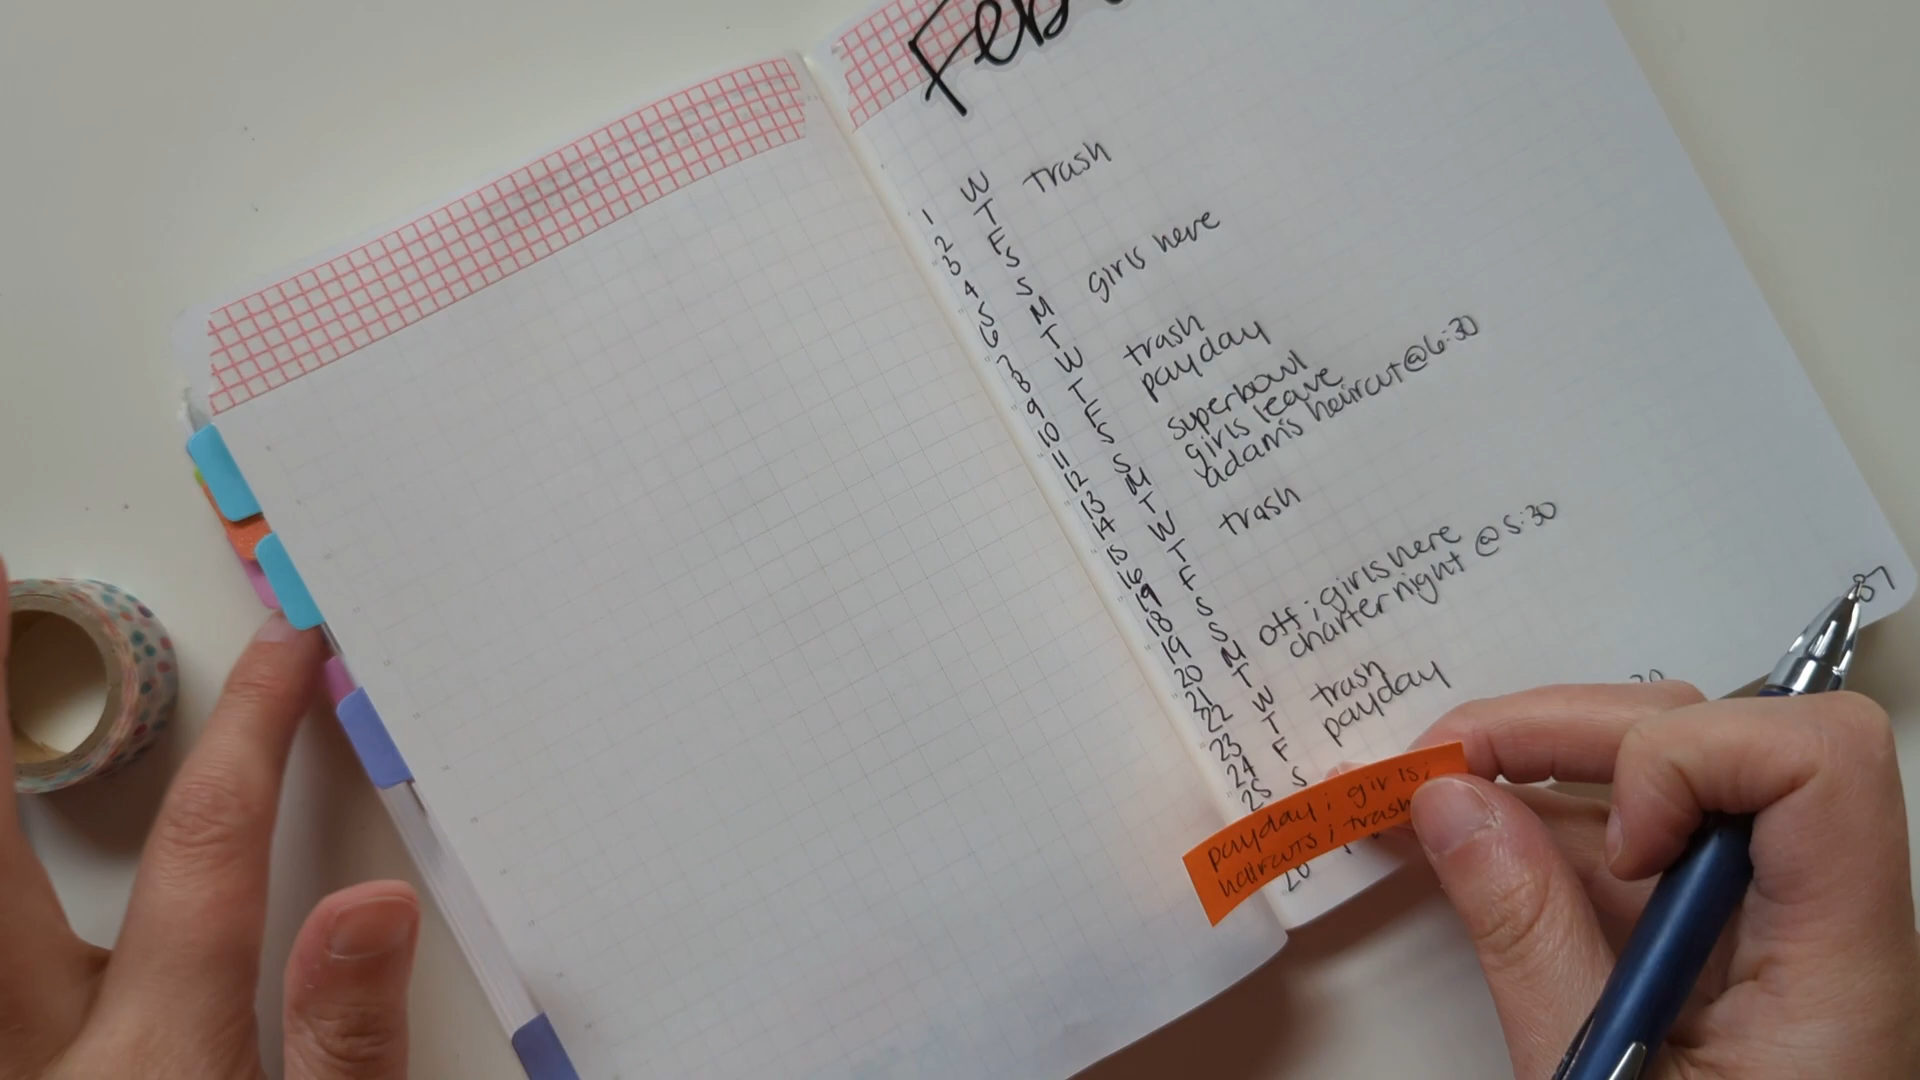 Feb
1 W trash
2 T
3 F
4 S
5 S girls here
6 M
7 T
8 W trash
9 T payday
10 F
11 S
12 S superbowl
13 M girls leave
14 T adam's haircut @ 6:30
15 W trash
16 T
19 F
18 S
19 S
20 M off; girls here
21 T charter night @ 5:30
22 W trash
23 T payday
24 F
25 S
30
payday; girls;
haircuts; trash
87